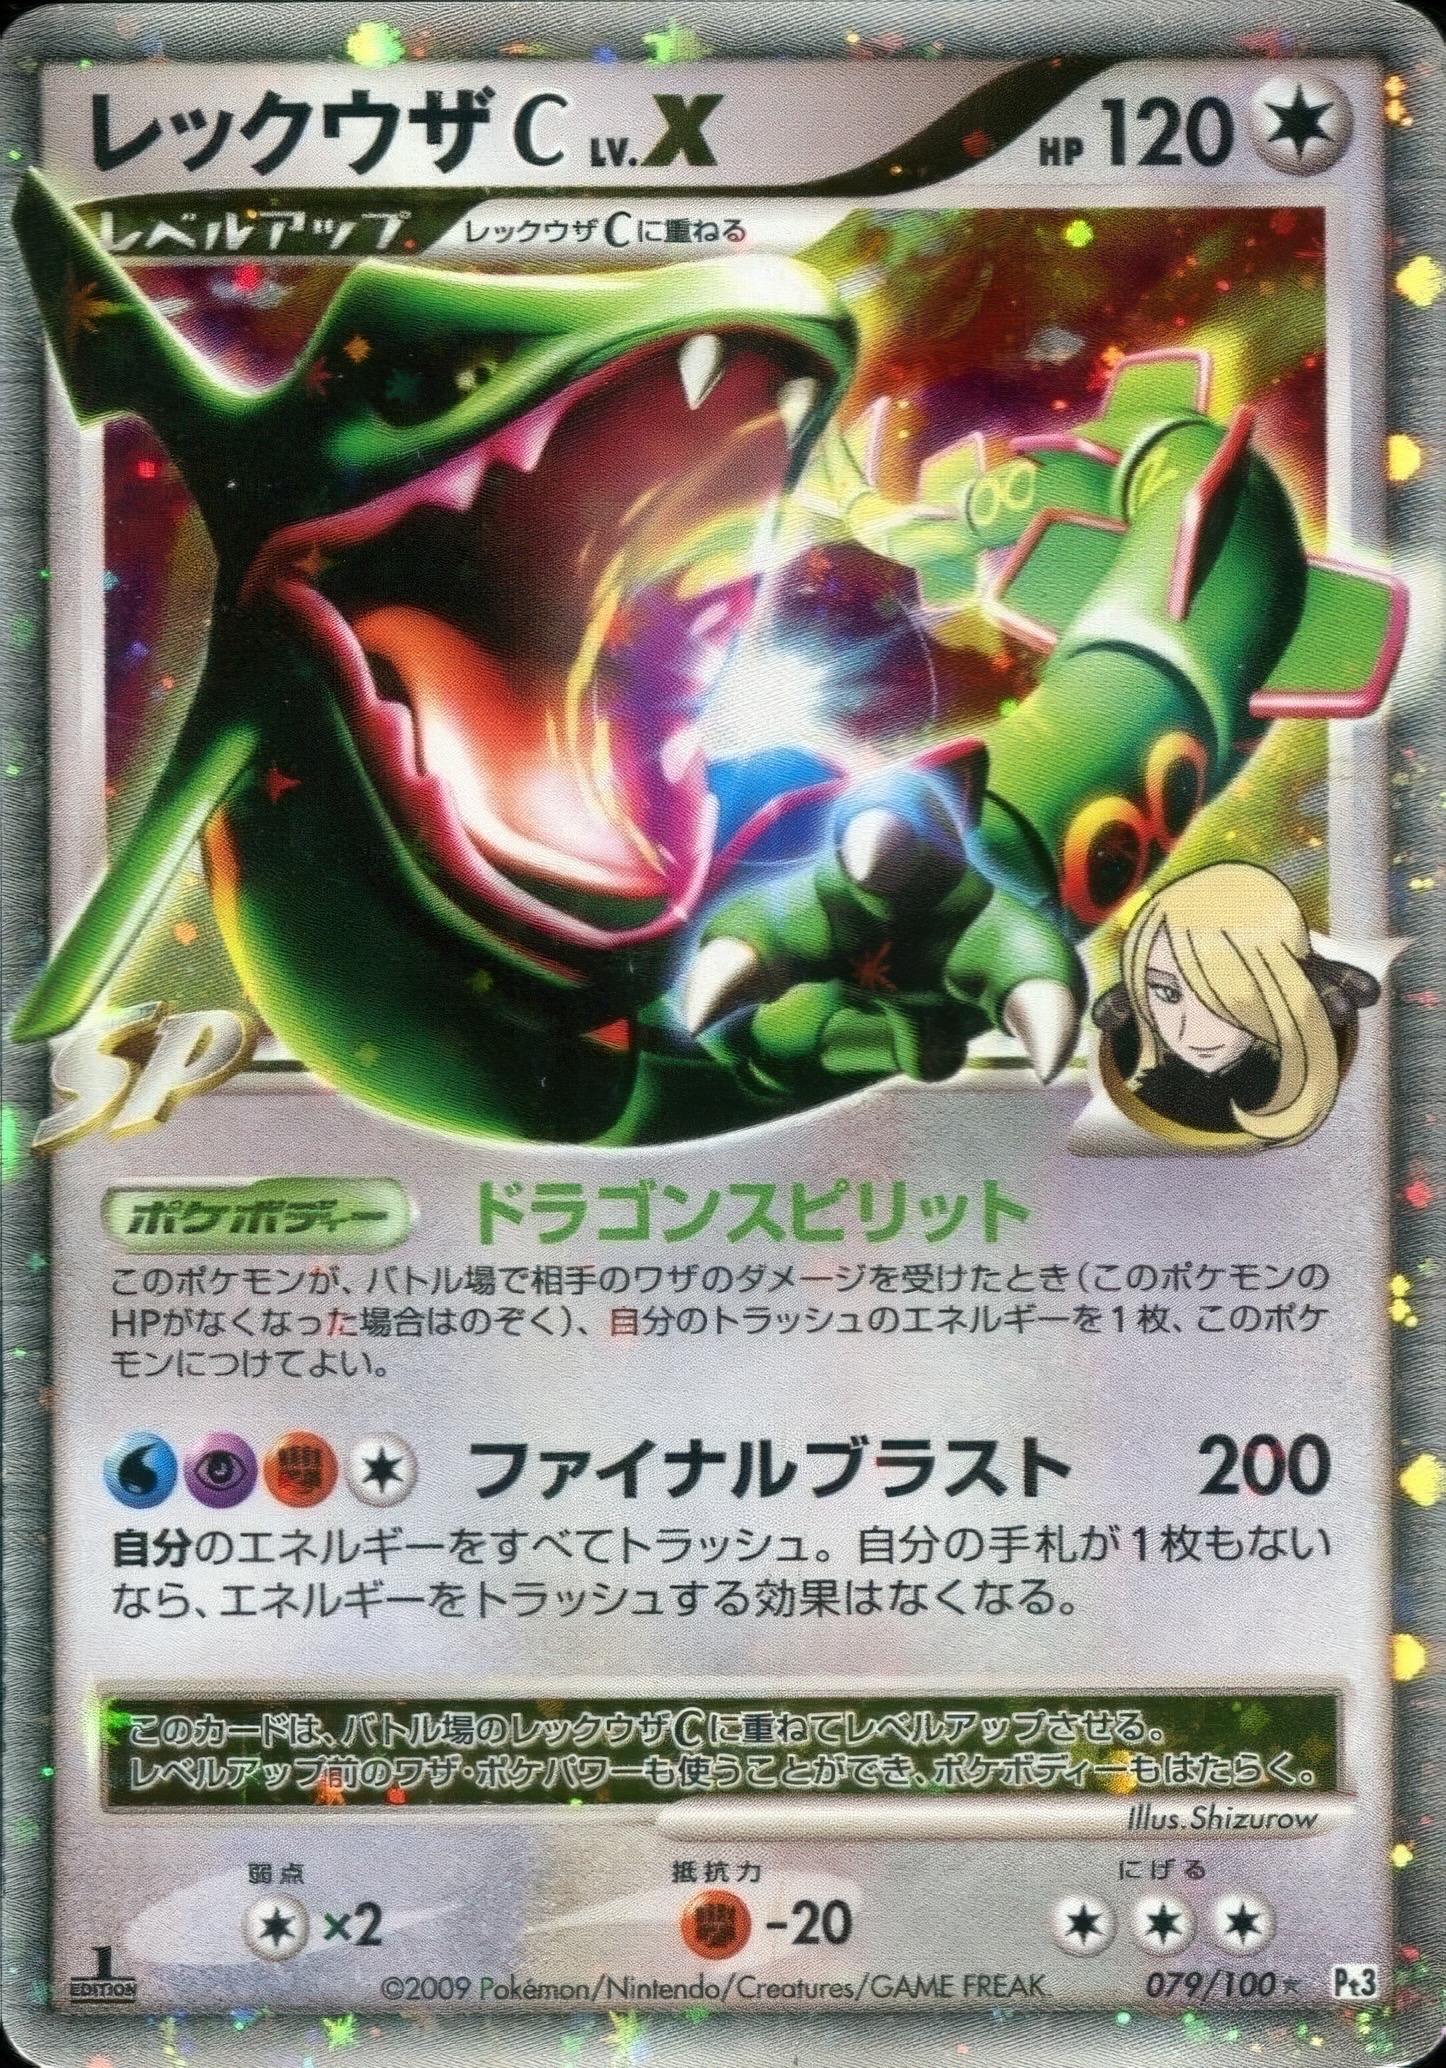 レックウザ C LV.X HP 120
レベルアップ レックウザCに重ねる
SP
ポケボディー ドラゴンスピリット
このポケモンが、バトル場で相手のワザのダメージを受けたとき(このポケモンの
HPがなくなった場合はのぞく)、自分のトラッシュのエネルギーを1枚、このポケ
モンにつけてよい。
ファイナルブラスト 200
自分のエネルギーをすべてトラッシュ。自分の手札が1枚もない
なら、エネルギーをトラッシュする効果はなくなる。
このカードは、バトル場のレックウザCに重ねてレベルアップさせる。
レベルアップ前のワザ・ポケパワーも使うことができ、ポケボディーもはたらく。
Illus.Shizurow
弱点 抵抗力 にげる
×2 -20
1 EDITION ©2009 Pokémon/Nintendo/Creatures/GAME FREAK. 079/100 ★ Pt3